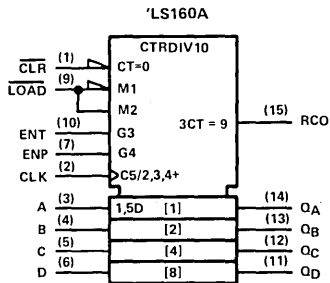 'LS160A
CTRDIV10
CLR (1) CT=0
LOAD (9) M1
M2
ENT (10) G3 3CT = 9 (15) RCO
ENP (7) G4
CLK (2) C5/2,3,4+
A (3) 1,5D [1] (14) QA
B (4) [2] (13) QB
C (5) [4] (12) QC
D (6) [8] (11) QD